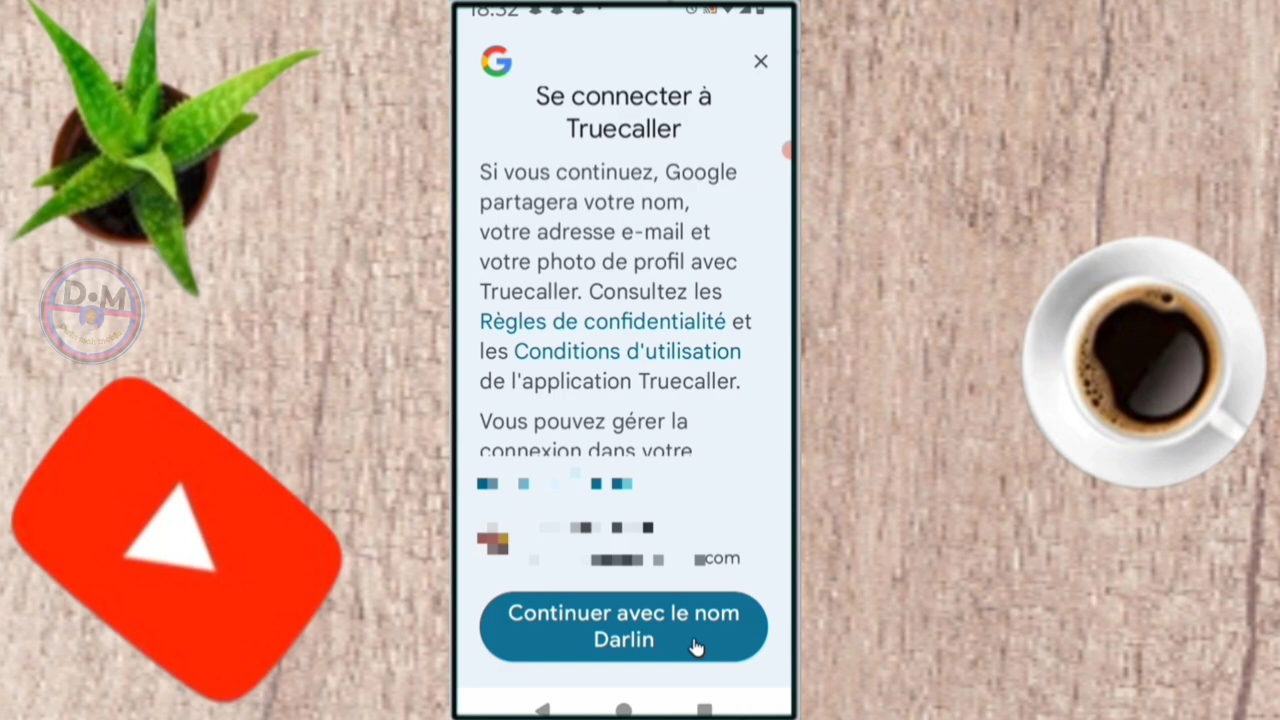 18:32
Se connecter à
Truecaller
Si vous continuez, Google
partagera votre nom,
votre adresse e-mail et
votre photo de profil avec
Truecaller. Consultez les
Règles de confidentialité et
les Conditions d'utilisation
de l'application Truecaller.
Vous pouvez gérer la
connexion dans votre
com
Continuer avec le nom
Darlin
D•M